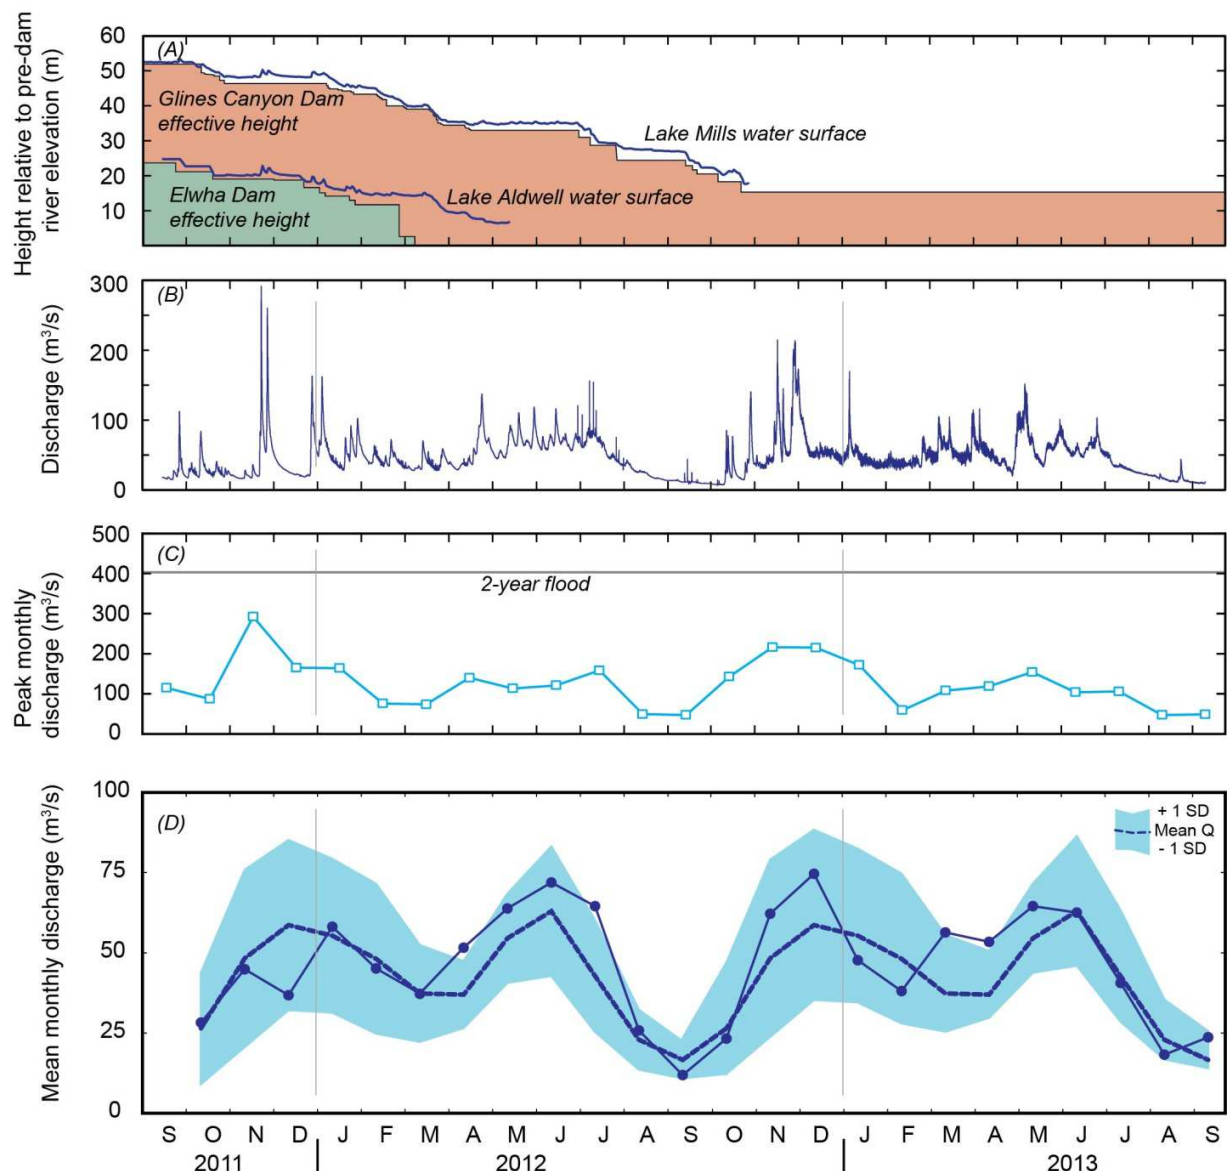 Height relative to pre-dam
river elevation (m)
60
50
40
30
20
10
(A)
Glines Canyon Dam
effective height
Lake Mills water surface
Elwha Dam
effective height
Lake Aldwell water surface
Discharge (m³/s)
300
200
100
0
(B)
Peak monthly
discharge (m³/s)
500
400
300
200
100
0
(C)
2-year flood
Mean monthly discharge (m³/s)
100
75
50
25
0
(D)
+ 1 SD
Mean Q
- 1 SD
S O N D J F M A M J J A S O N D J F M A M J J A S
2011 2012 2013